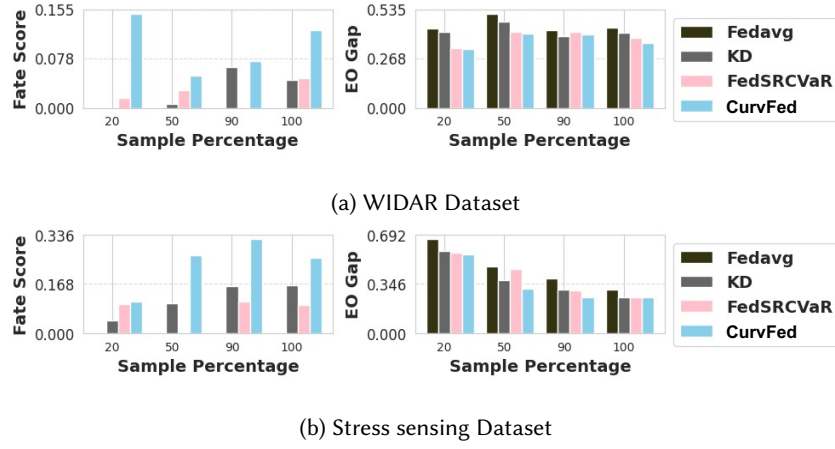 Fate Score
0.155
0.078
0.000
20 50 90 100
Sample Percentage
EO Gap
0.535
0.268
0.000
20 50 90 100
Sample Percentage
Fedavg
KD
FedSRCVaR
CurvFed
(a) WIDAR Dataset
Fate Score
0.336
0.168
0.000
20 50 90 100
Sample Percentage
EO Gap
0.692
0.346
0.000
20 50 90 100
Sample Percentage
Fedavg
KD
FedSRCVaR
CurvFed
(b) Stress sensing Dataset